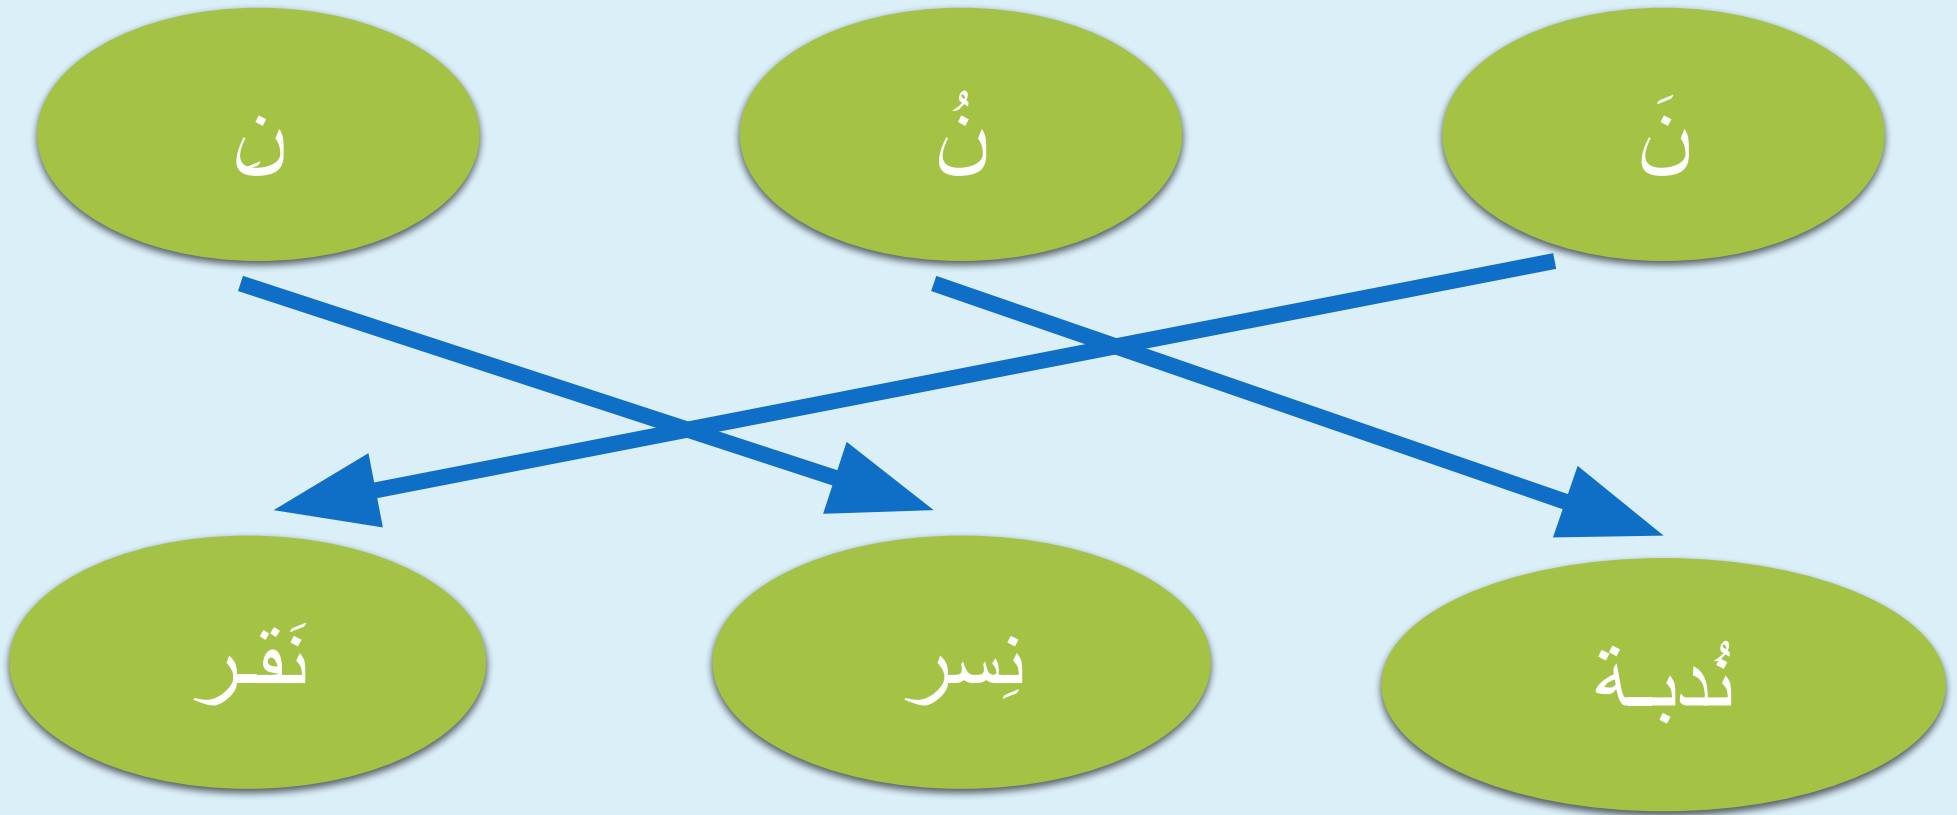 نَ
نُ
نِ
نُدبـة
نِسر
نَقـر